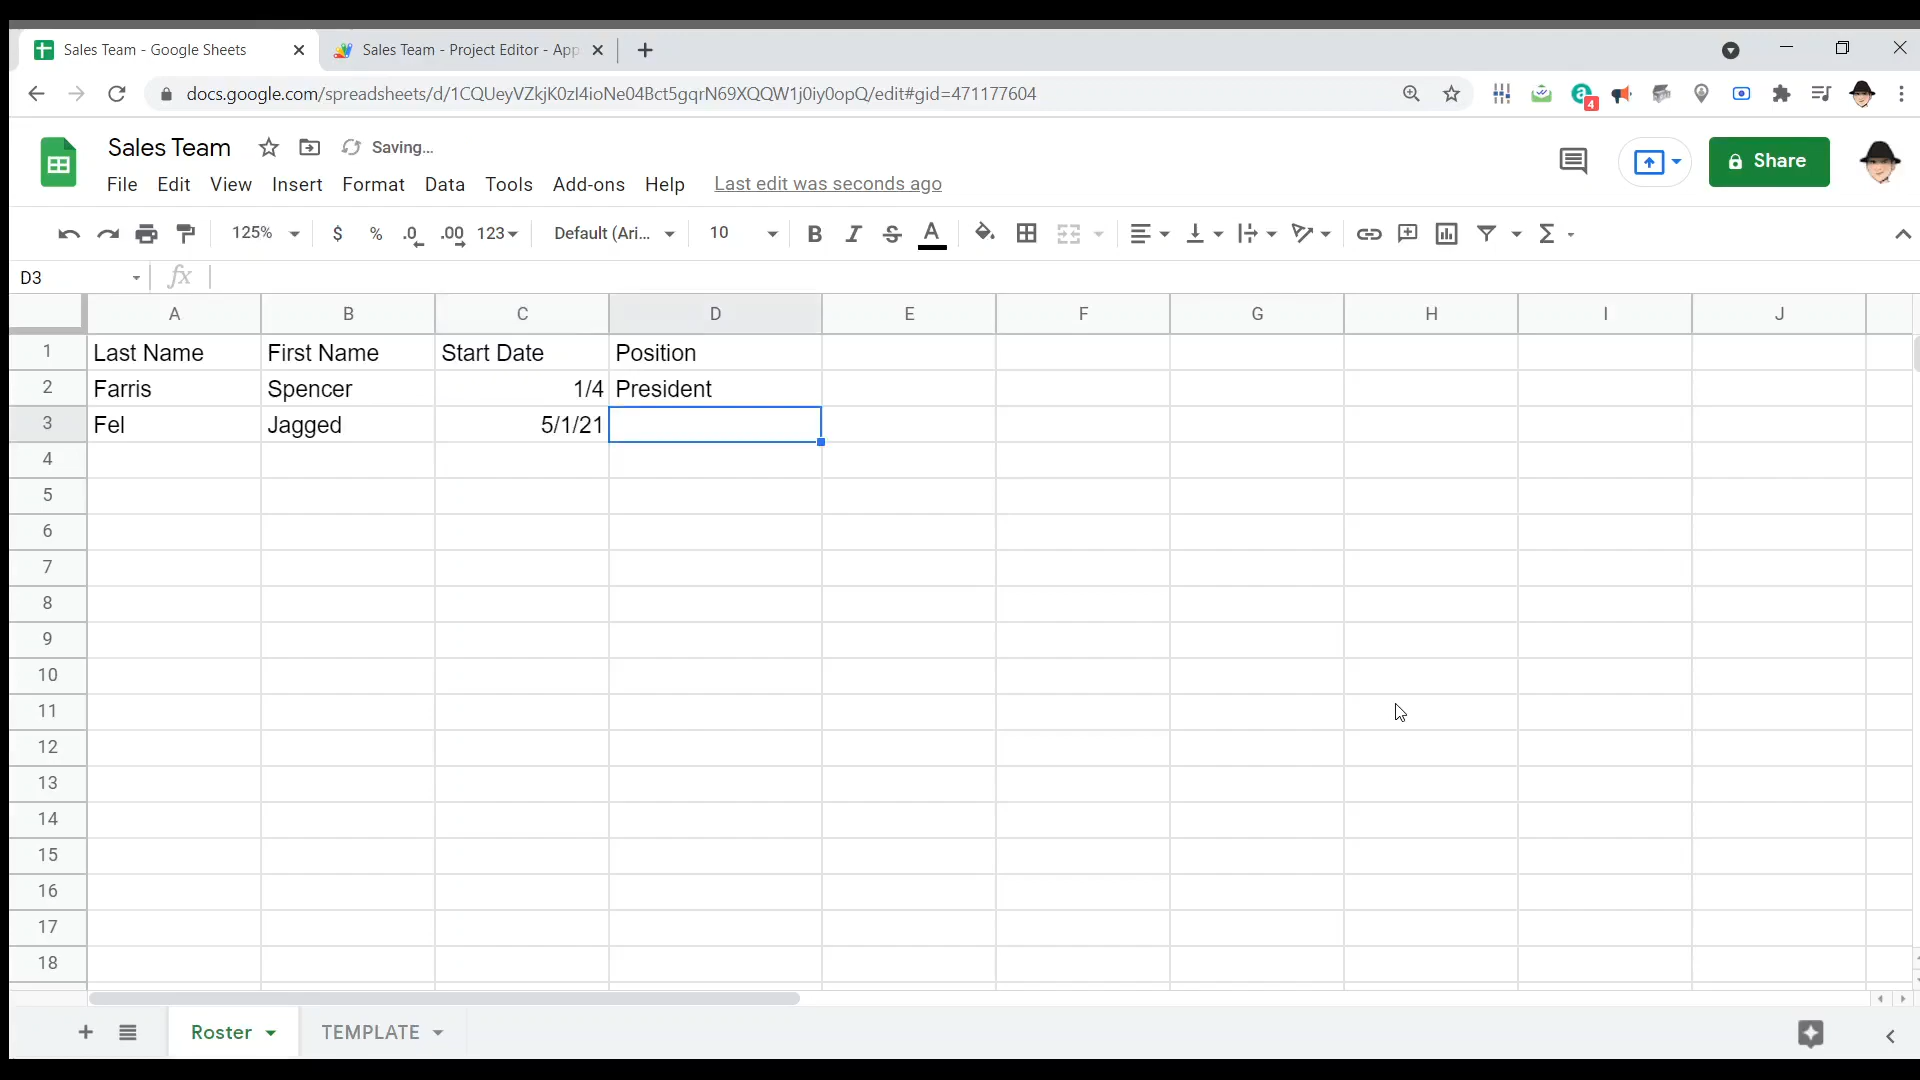 Sales Team - Google Sheets
Sales Team - Project Editor - App
docs.google.com/spreadsheets/d/1CQUeyVZkjK0zI4ioNe04Bct5gqrN69XQQW1j0iy0opQ/edit#gid=471177604
4
Sales Team Saving...
Share
File Edit View Insert Format Data Tools Add-ons Help Last edit was seconds ago
125% $ % .0 .00 123 Default (Ari... 10 B I S A Σ
D3 fx
A B C D E F G H I J
1 Last Name First Name Start Date Position
2 Farris Spencer 1/4 President
3 Fel Jagged 5/1/21
4
5
6
7
8
9
10
11
12
13
14
15
16
17
18
Roster TEMPLATE